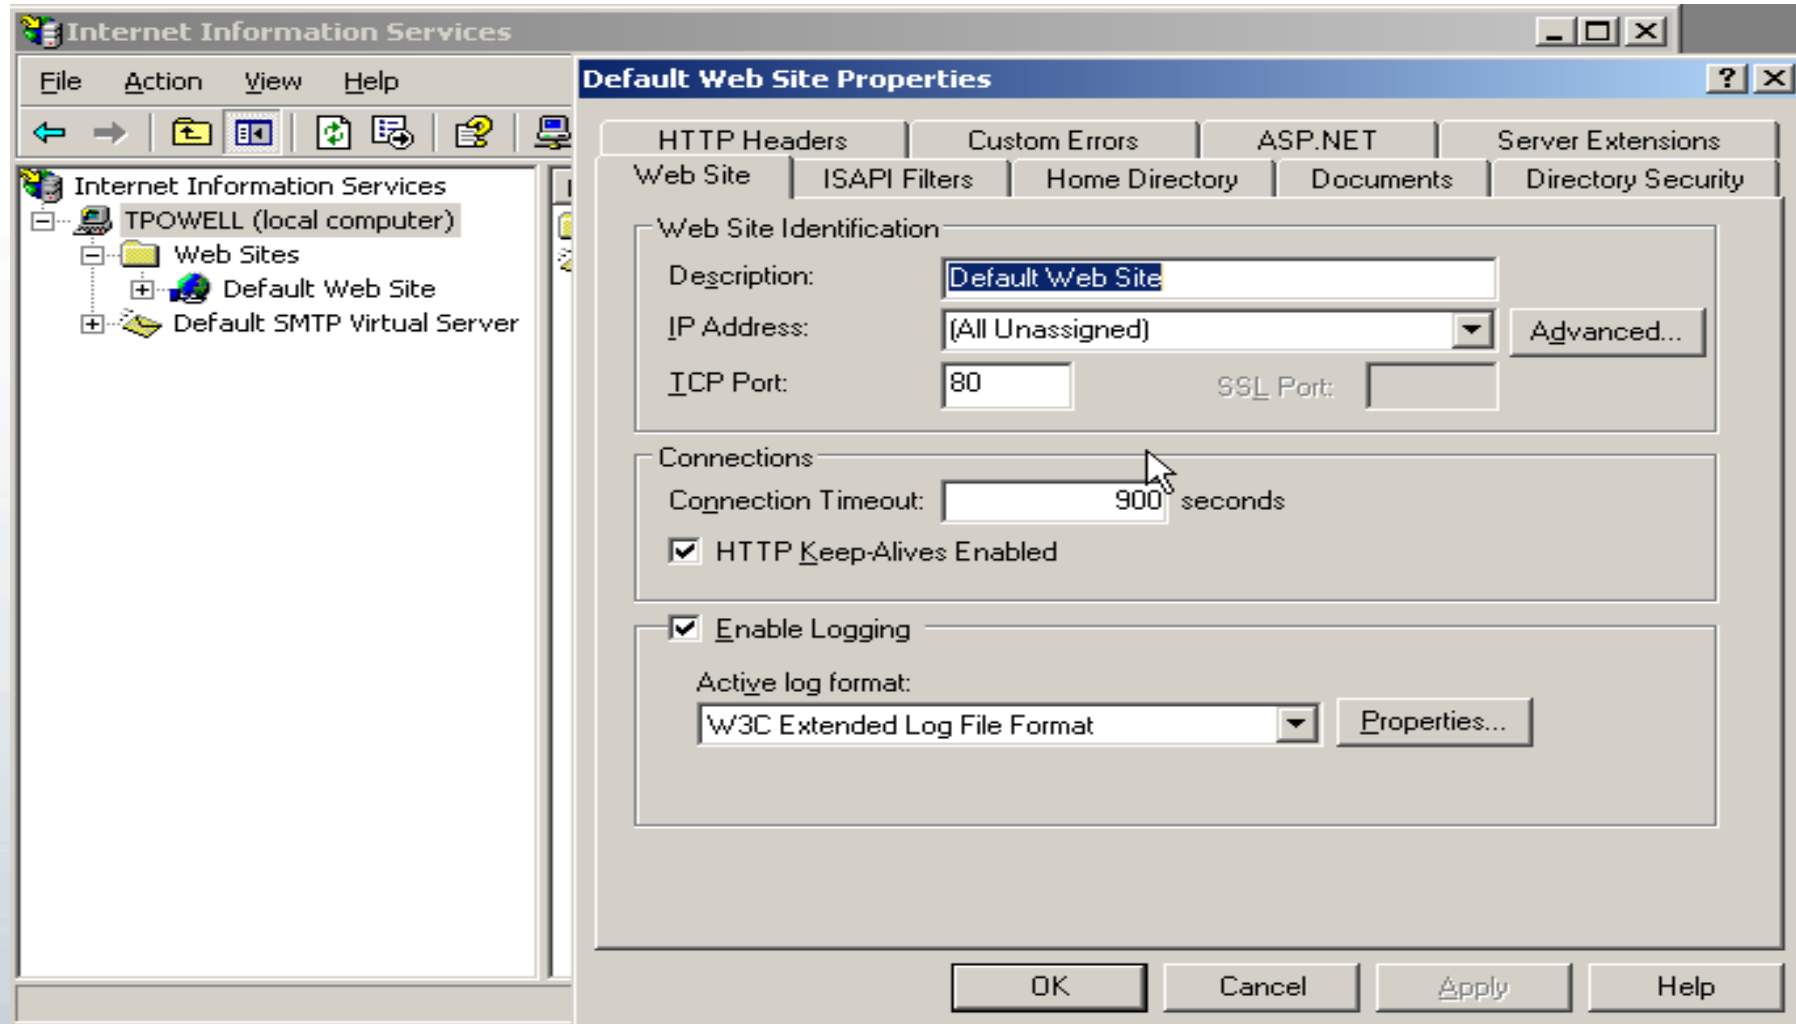 Internet Information Services
File Action View Help
Internet Information Services
TPOWELL (local computer)
Web Sites
Default Web Site
Default SMTP Virtual Server
Default Web Site Properties
HTTP Headers Custom Errors ASP.NET Server Extensions
Web Site ISAPI Filters Home Directory Documents Directory Security
Web Site Identification
Description: Default Web Site
IP Address: (All Unassigned) Advanced...
TCP Port: 80 SSL Port:
Connections
Connection Timeout: 900 seconds
HTTP Keep-Alives Enabled
Enable Logging
Active log format:
W3C Extended Log File Format Properties...
OK Cancel Apply Help